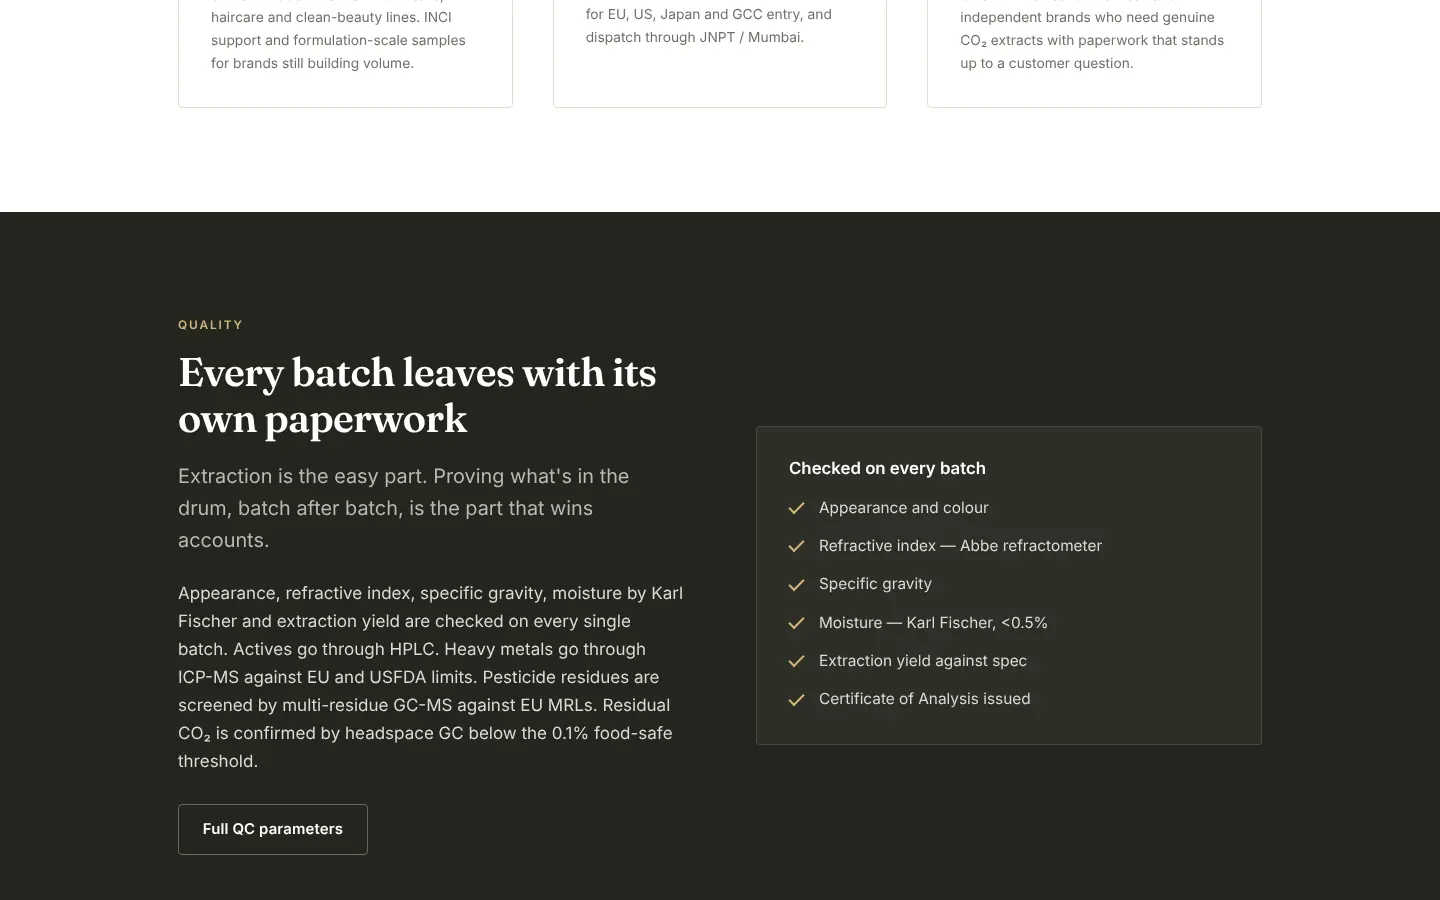 haircare and clean-beauty lines. INCI
support and formulation-scale samples
for brands still building volume.
for EU, US, Japan and GCC entry, and
dispatch through JNPT / Mumbai.
independent brands who need genuine
CO₂ extracts with paperwork that stands
up to a customer question.
QUALITY
Every batch leaves with its
own paperwork
Extraction is the easy part. Proving what's in the
drum, batch after batch, is the part that wins
accounts.
Appearance, refractive index, specific gravity, moisture by Karl
Fischer and extraction yield are checked on every single
batch. Actives go through HPLC. Heavy metals go through
ICP-MS against EU and USFDA limits. Pesticide residues are
screened by multi-residue GC-MS against EU MRLs. Residual
CO₂ is confirmed by headspace GC below the 0.1% food-safe
threshold.
Full QC parameters
Checked on every batch
Appearance and colour
Refractive index — Abbe refractometer
Specific gravity
Moisture — Karl Fischer, <0.5%
Extraction yield against spec
Certificate of Analysis issued